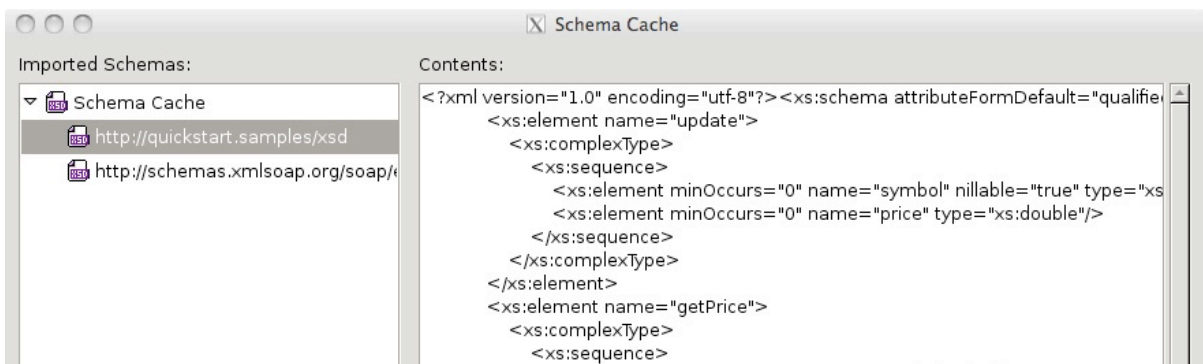 Schema Cache
Imported Schemas:
Schema Cache
http://quickstart.samples/xsd
http://schemas.xmlsoap.org/soap/
Contents:
<?xml version="1.0" encoding="utf-8"?><xs:schema attributeFormDefault="qualified
<xs:element name="update">
<xs:complexType>
<xs:sequence>
<xs:element minOccurs="0" name="symbol" nillable="true" type="xs
<xs:element minOccurs="0" name="price" type="xs:double"/>
</xs:sequence>
</xs:complexType>
</xs:element>
<xs:element name="getPrice">
<xs:complexType>
<xs:sequence>